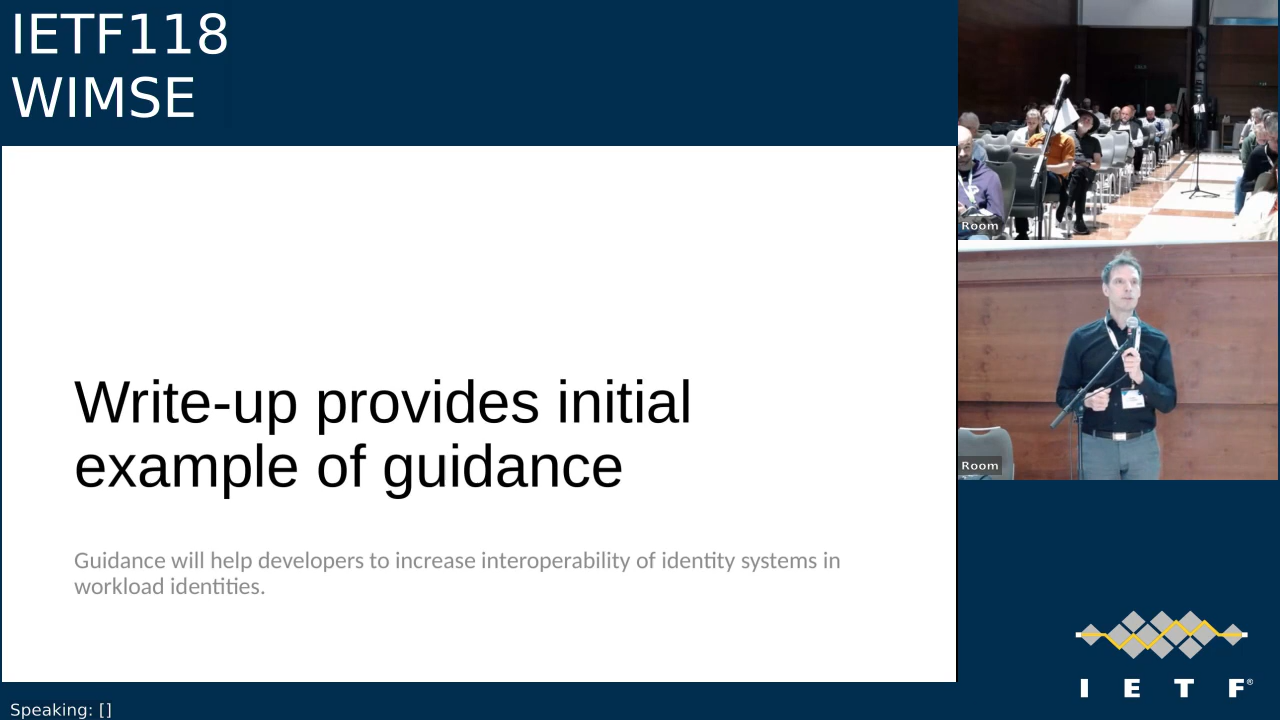 IETF118
WIMSE
Write-up provides initial
example of guidance
Guidance will help developers to increase interoperability of identity systems in
workload identities.
Room
Room
I E T F®
Speaking: []